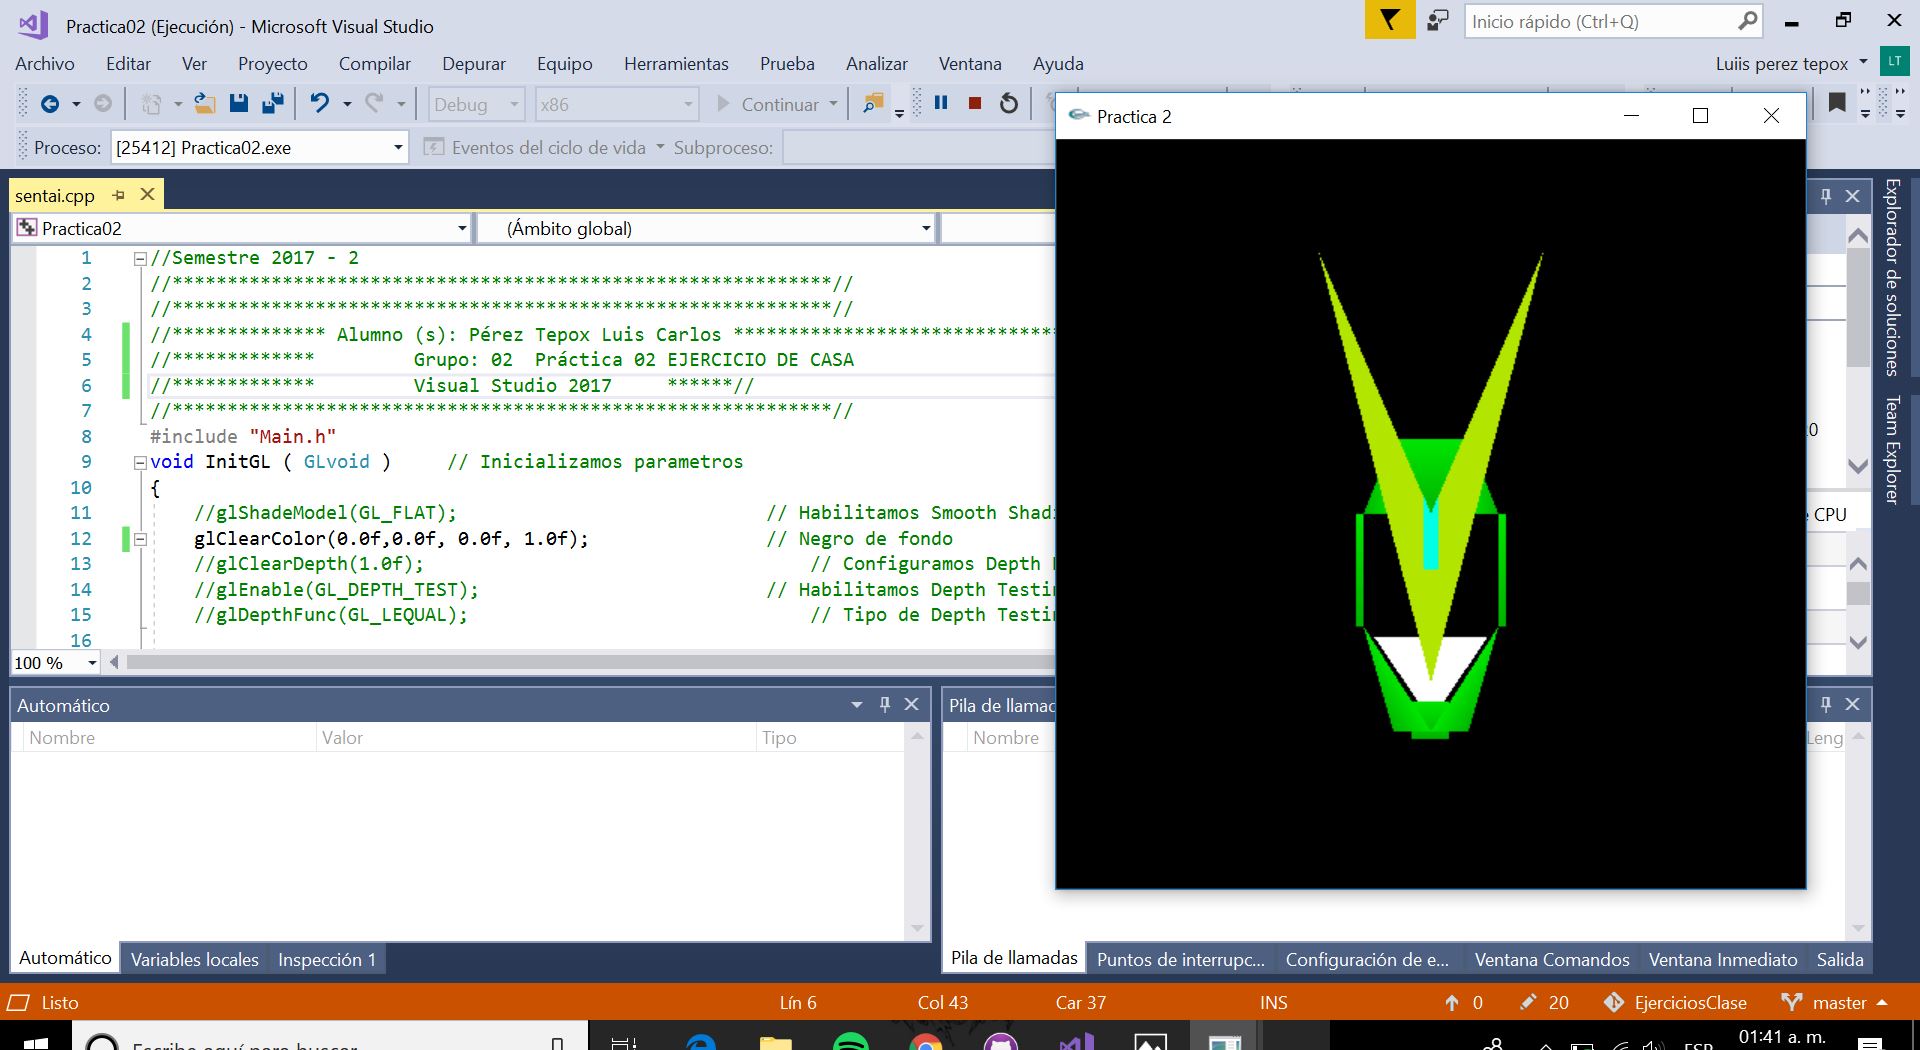 Practica02 (Ejecución) - Microsoft Visual Studio
Inicio rápido (Ctrl+Q)
Archivo Editar Ver Proyecto Compilar Depurar Equipo Herramientas Prueba Analizar Ventana Ayuda
Luiis perez tepox LT
Debug x86 Continuar
Proceso: [25412] Practica02.exe Eventos del ciclo de vida Subproceso:
Practica 2
sentai.cpp
Practica02 (Ámbito global)
1 //Semestre 2017 - 2
2 //************************************************************//
3 //************************************************************//
4 //************** Alumno (s): Pérez Tepox Luis Carlos ******************************
5 //************* Grupo: 02 Práctica 02 EJERCICIO DE CASA
6 //************* Visual Studio 2017 ******//
7 //************************************************************//
8 #include "Main.h"
9 void InitGL ( GLvoid ) // Inicializamos parametros
10 {
11 //glShadeModel(GL_FLAT); // Habilitamos Smooth Shadi
12 glClearColor(0.0f,0.0f, 0.0f, 1.0f); // Negro de fondo
13 //glClearDepth(1.0f); // Configuramos Depth
14 //glEnable(GL_DEPTH_TEST); // Habilitamos Depth Testin
15 //glDepthFunc(GL_LEQUAL); // Tipo de Depth Testin
16
100 %
Explorador de soluciones
Team Explorer
CPU
Automático
Nombre Valor Tipo
Pila de llamad
Nombre Leng
Automático Variables locales Inspección 1
Pila de llamadas Puntos de interrupc... Configuración de e... Ventana Comandos Ventana Inmediato Salida
Listo Lín 6 Col 43 Car 37 INS 0 20 EjerciciosClase master
Escribe aquí para buscar
ESP
01:41 a. m.